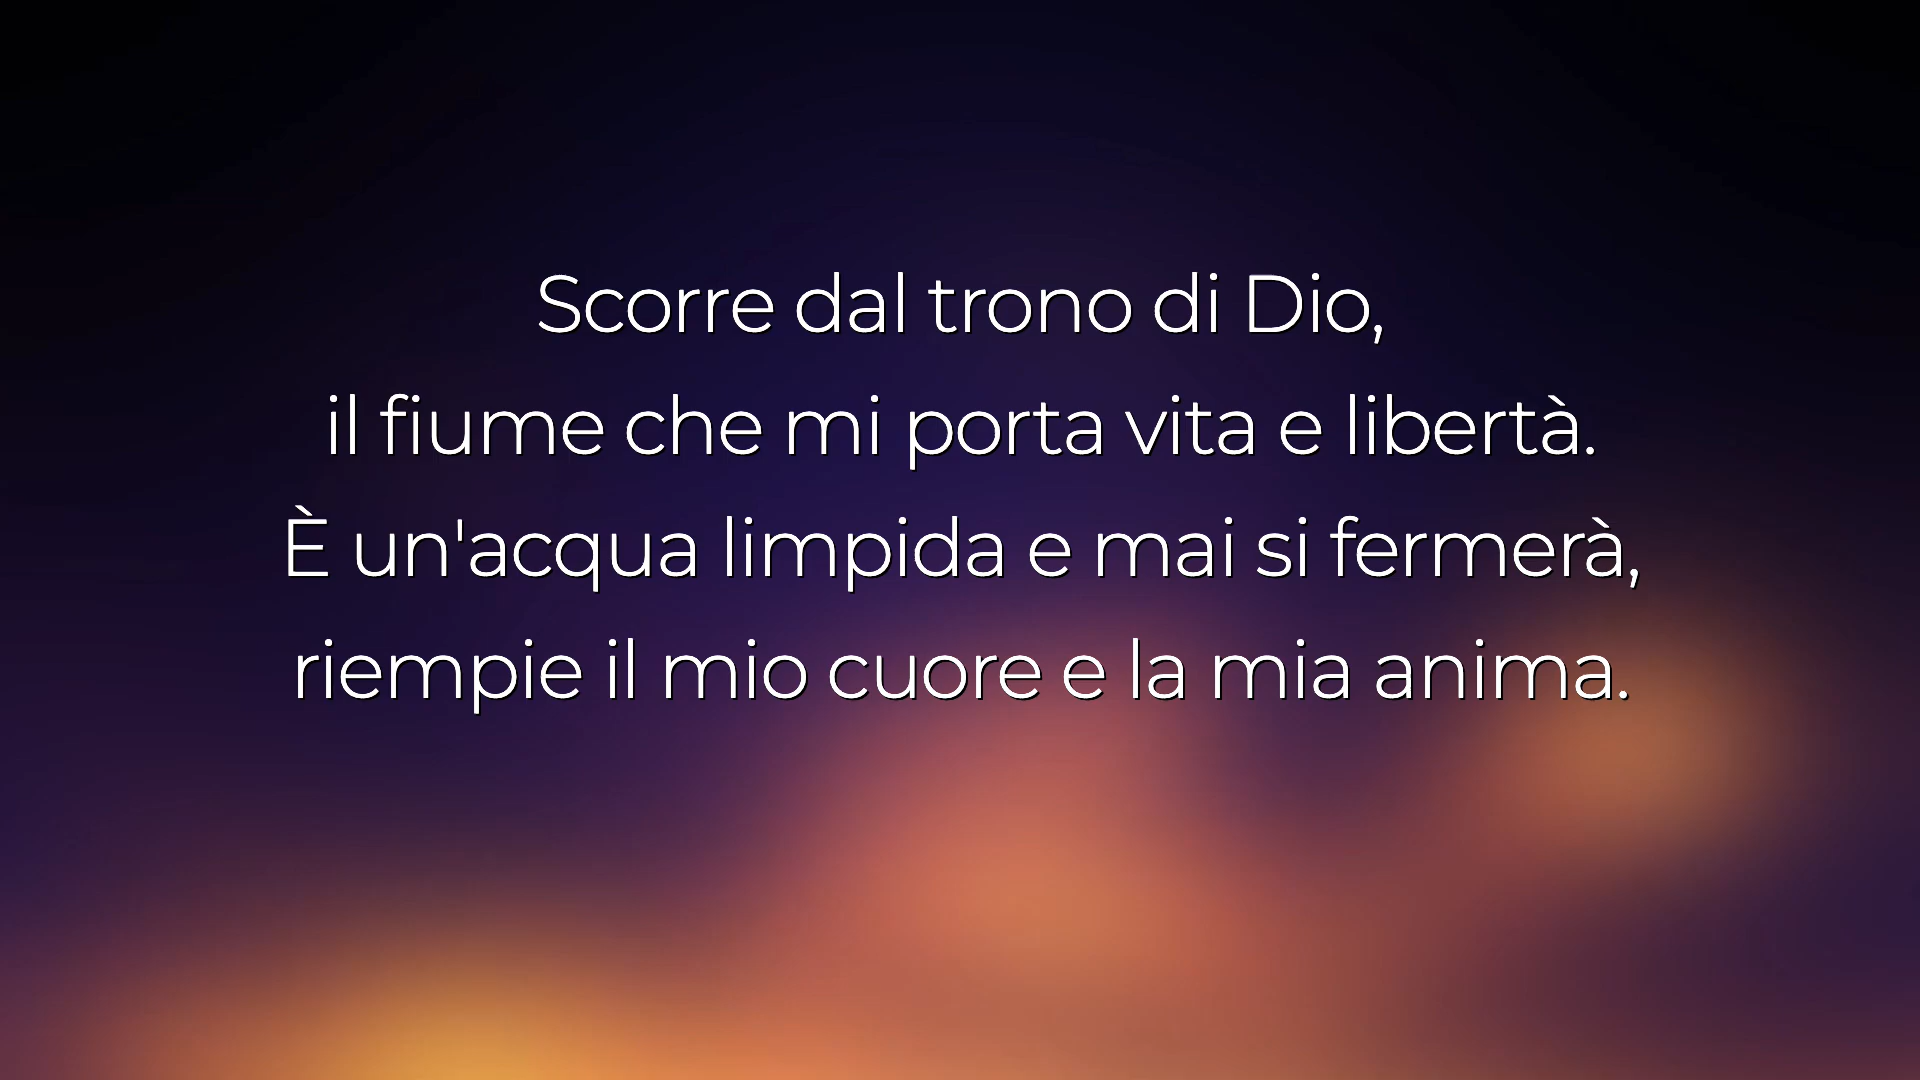 Scorre dal trono di Dio,
il fiume che mi porta vita e libertà.
È un'acqua limpida e mai si fermerà,
riempie il mio cuore e la mia anima.